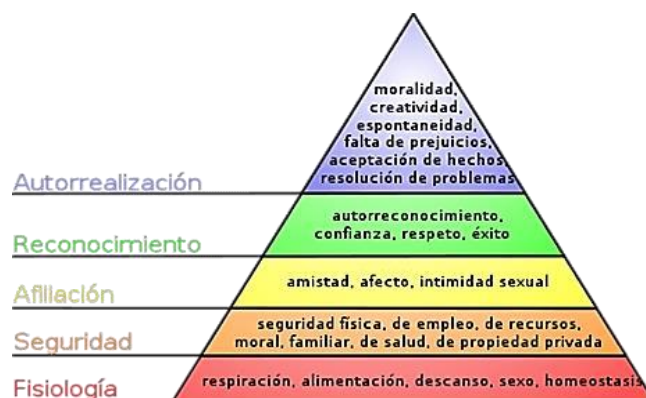 moralidad,
creatividad,
espontaneidad,
falta de prejuicios,
aceptación de hechos,
resolución de problemas
Autorrealización
autorreconocimiento,
confianza, respeto, éxito
Reconocimiento
amistad, afecto, intimidad sexual
Afiliación
seguridad física, de empleo, de recursos,
moral, familiar, de salud, de propiedad privada
Seguridad
respiración, alimentación, descanso, sexo, homeostasis
Fisiología